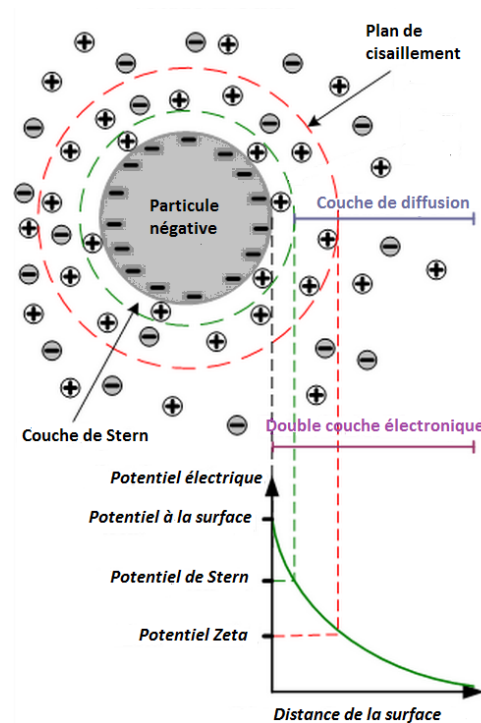 Plan de
cisaillement
Particule
négative
Couche de diffusion
Couche de Stern
Double couche électronique
Potentiel électrique
Potentiel à la surface
Potentiel de Stern
Potentiel Zeta
Distance de la surface